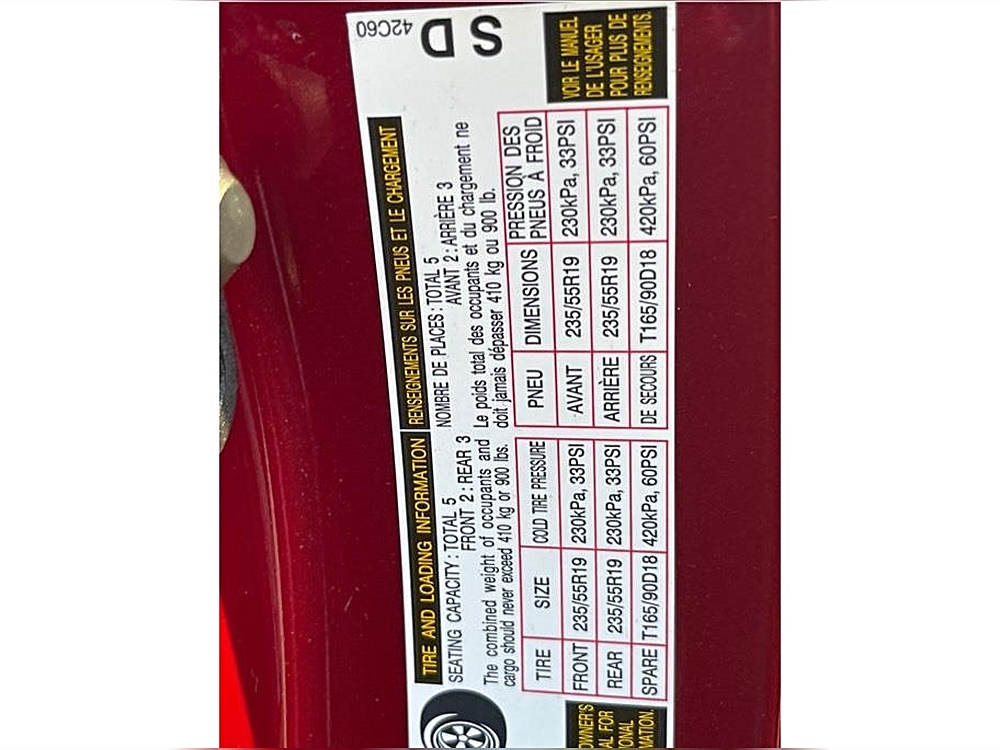 TIRE AND LOADING INFORMATION
SEATING CAPACITY : TOTAL 5
FRONT 2 : REAR 3
The combined weight of occupants and
cargo should never exceed 410 kg or 900 lbs.
TIRE SIZE COLD TIRE PRESSURE
FRONT 235/55R19 230kPa, 33PSI
REAR 235/55R19 230kPa, 33PSI
SPARE T165/90D18 420kPa, 60PSI
RENSEIGNEMENTS SUR LES PNEUS ET LE CHARGEMENT
NOMBRE DE PLACES : TOTAL 5
AVANT 2 : ARRIÈRE 3
Le poids total des occupants et du chargement ne
doit jamais dépasser 410 kg ou 900 lb.
PNEU DIMENSIONS PRESSION DES
PNEUS À FROID
AVANT 235/55R19 230kPa, 33PSI
ARRIÈRE 235/55R19 230kPa, 33PSI
DE SECOURS T165/90D18 420kPa, 60PSI
VOIR LE MANUEL
DE L'USAGER
POUR PLUS DE
RENSEIGNEMENTS.
42C60
S D